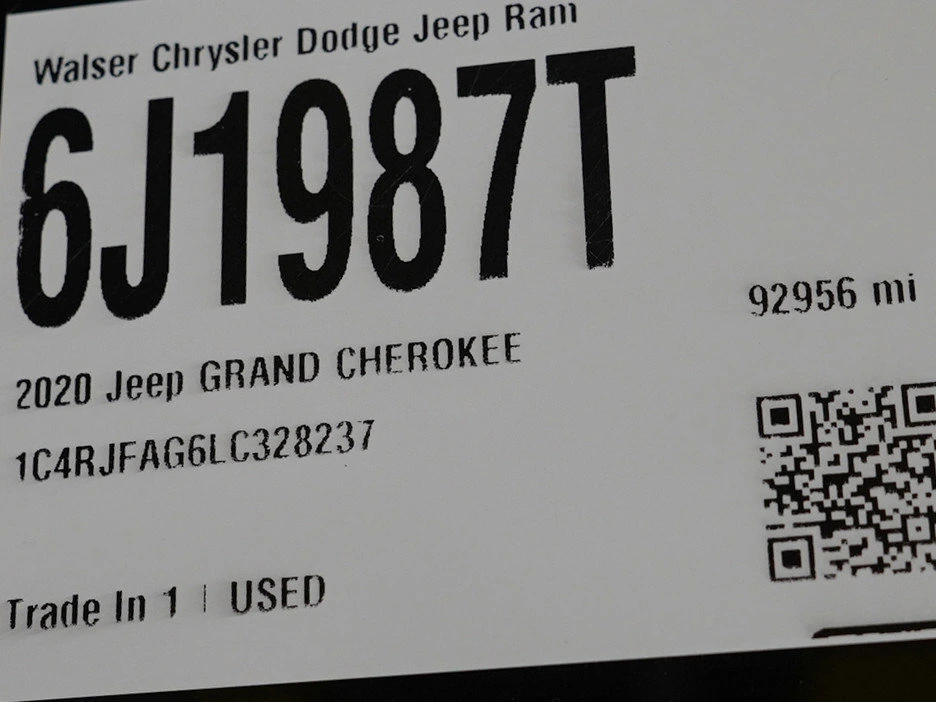 Walser Chrysler Dodge Jeep Ram
6J1987T
92956 mi
2020 Jeep GRAND CHEROKEE
1C4RJFAG6LC328237
Trade In 1 | USED